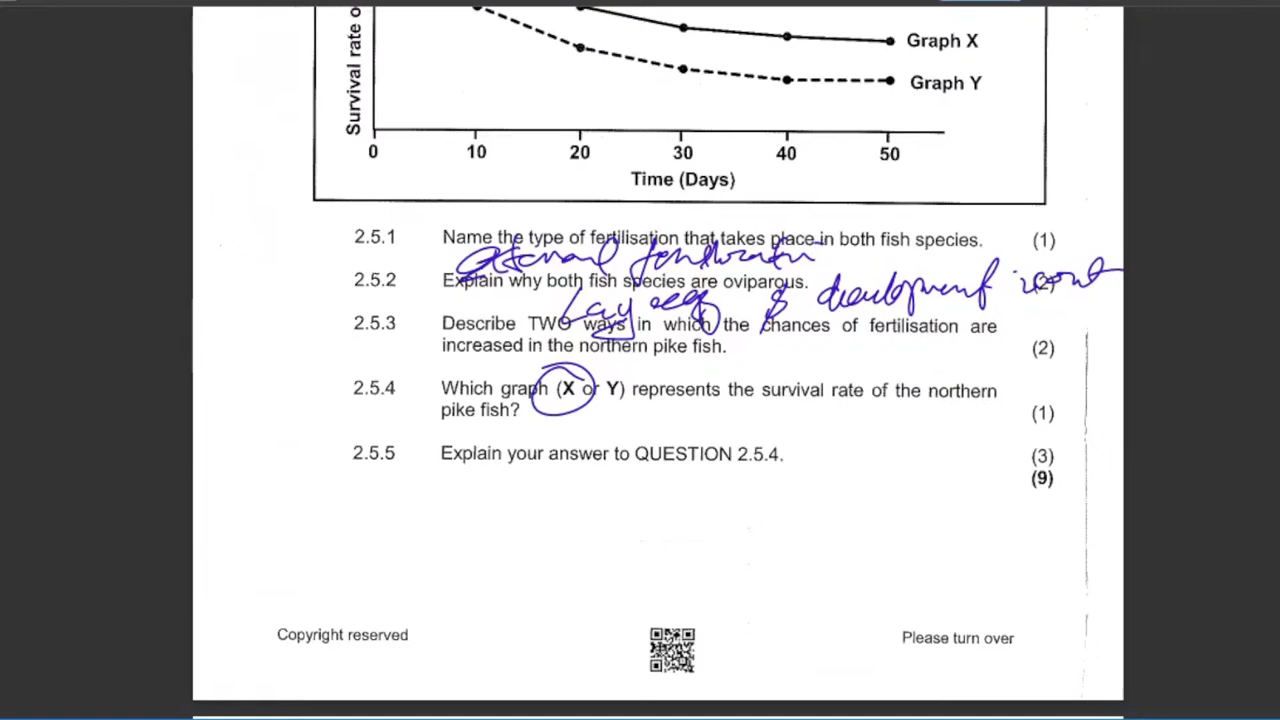 Survival rate o
Graph X
Graph Y
0 10 20 30 40 50
Time (Days)
2.5.1 Name the type of fertilisation that takes place in both fish species. (1)
external fertilisation
2.5.2 Explain why both fish species are oviparous. (2)
Lay egg & development
2.5.3 Describe TWO ways in which the chances of fertilisation are
increased in the northern pike fish. (2)
2.5.4 Which graph (X or Y) represents the survival rate of the northern
pike fish? (1)
2.5.5 Explain your answer to QUESTION 2.5.4. (3)
(9)
Copyright reserved
Please turn over